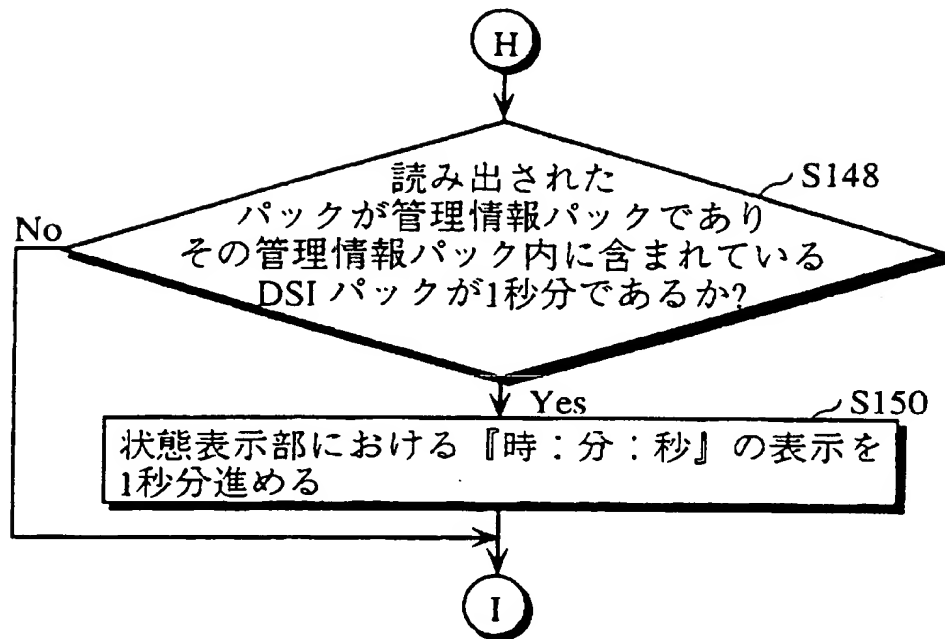 H
読み出された
S148
パックが管理情報パックであり
No
その管理情報パック内に含まれている
DSI パックが1秒分であるか?
Yes
S150
状態表示部における『時：分：秒』の表示を
1秒分進める
I